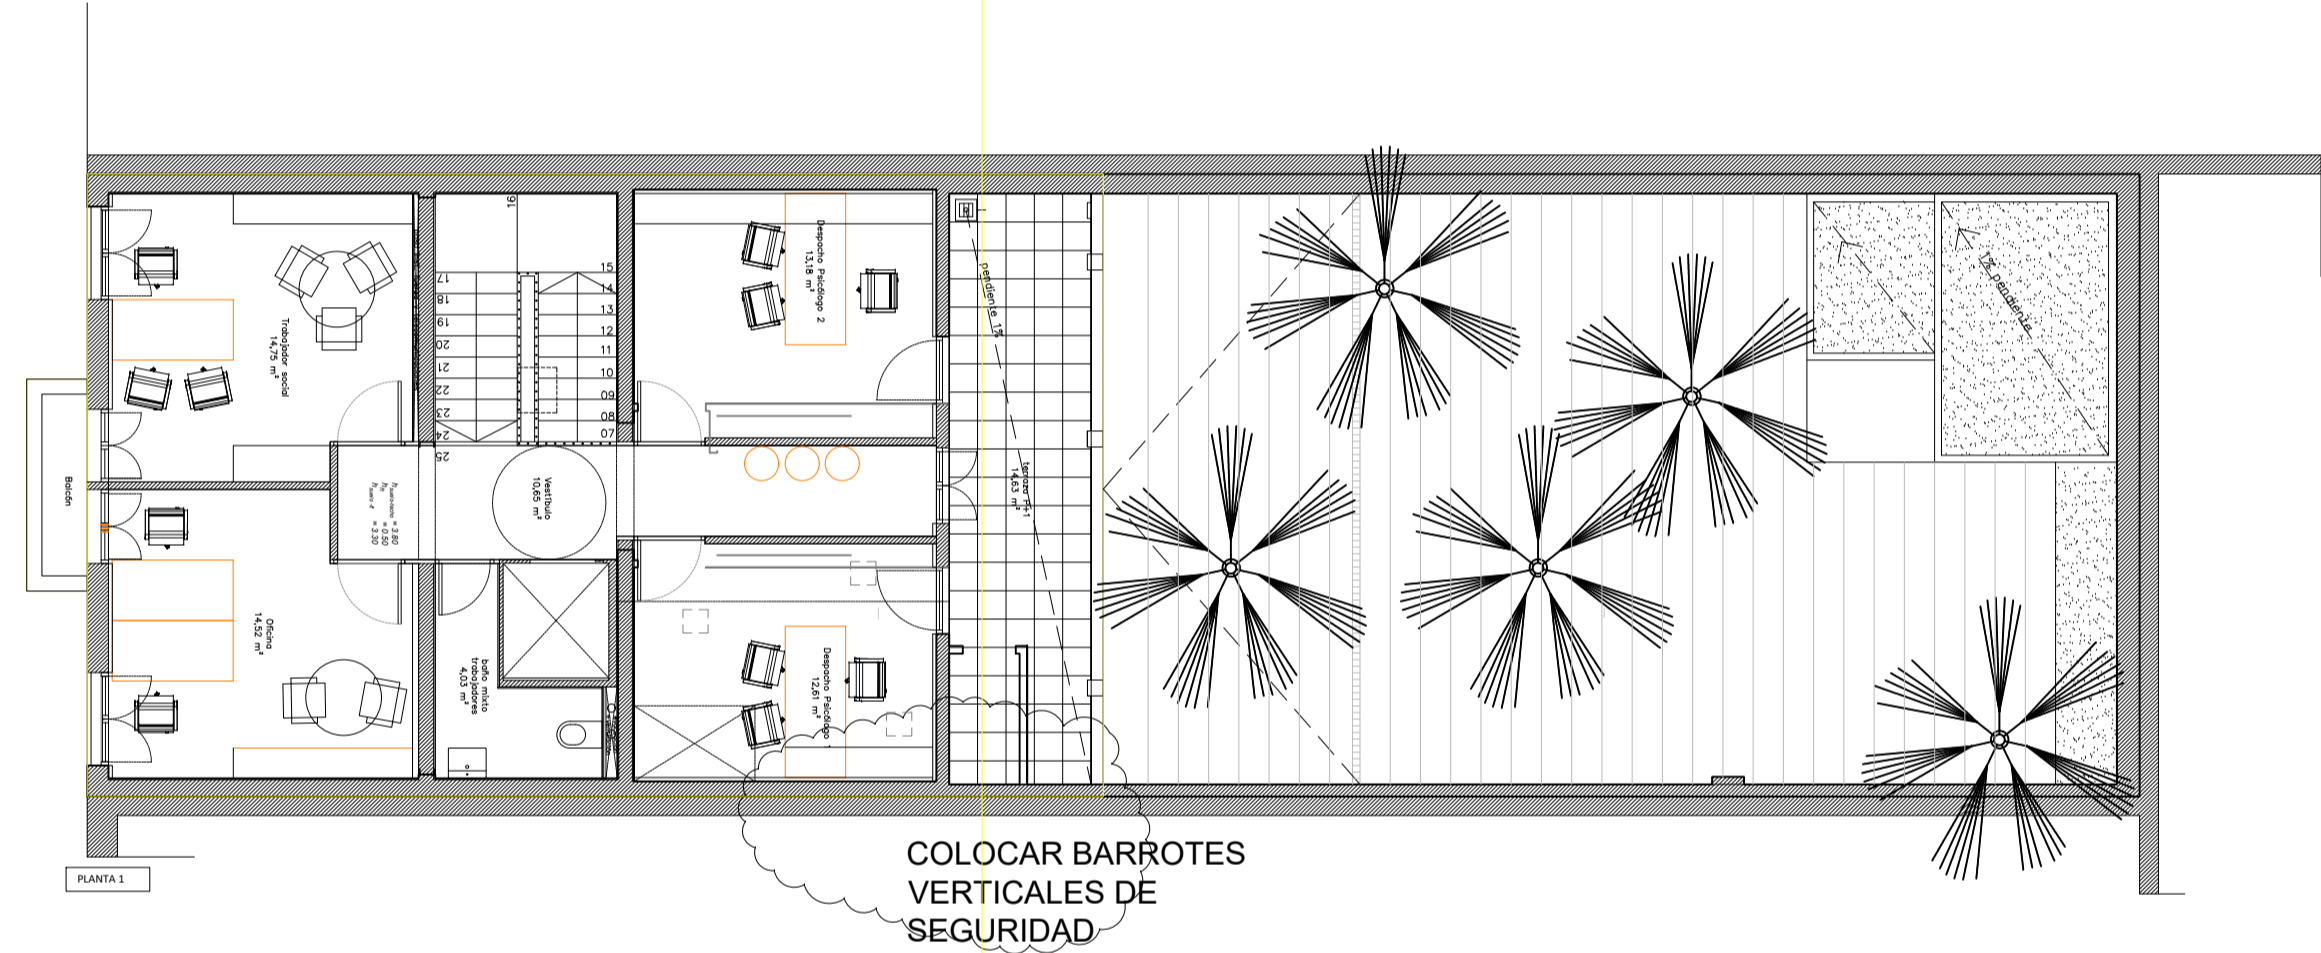 Trabajador social
14,75 m²
Oficina
14,52 m²
Balcón
16
17
18
19
20
21
22
23
24
25
15
14
13
12
11
10
09
08
07
Vestíbulo
10,65 m²
= 3.80
= 0.50
= 3.30
baño mixto
trabajadores
4,03 m²
Despacho Psicólogo 2
13,18 m²
Despacho Psicólogo 1
12,61 m²
pendiente 1%
terraza P+1
14,63 m²
1% pendiente
COLOCAR BARROTES
VERTICALES DE
SEGURIDAD
PLANTA 1